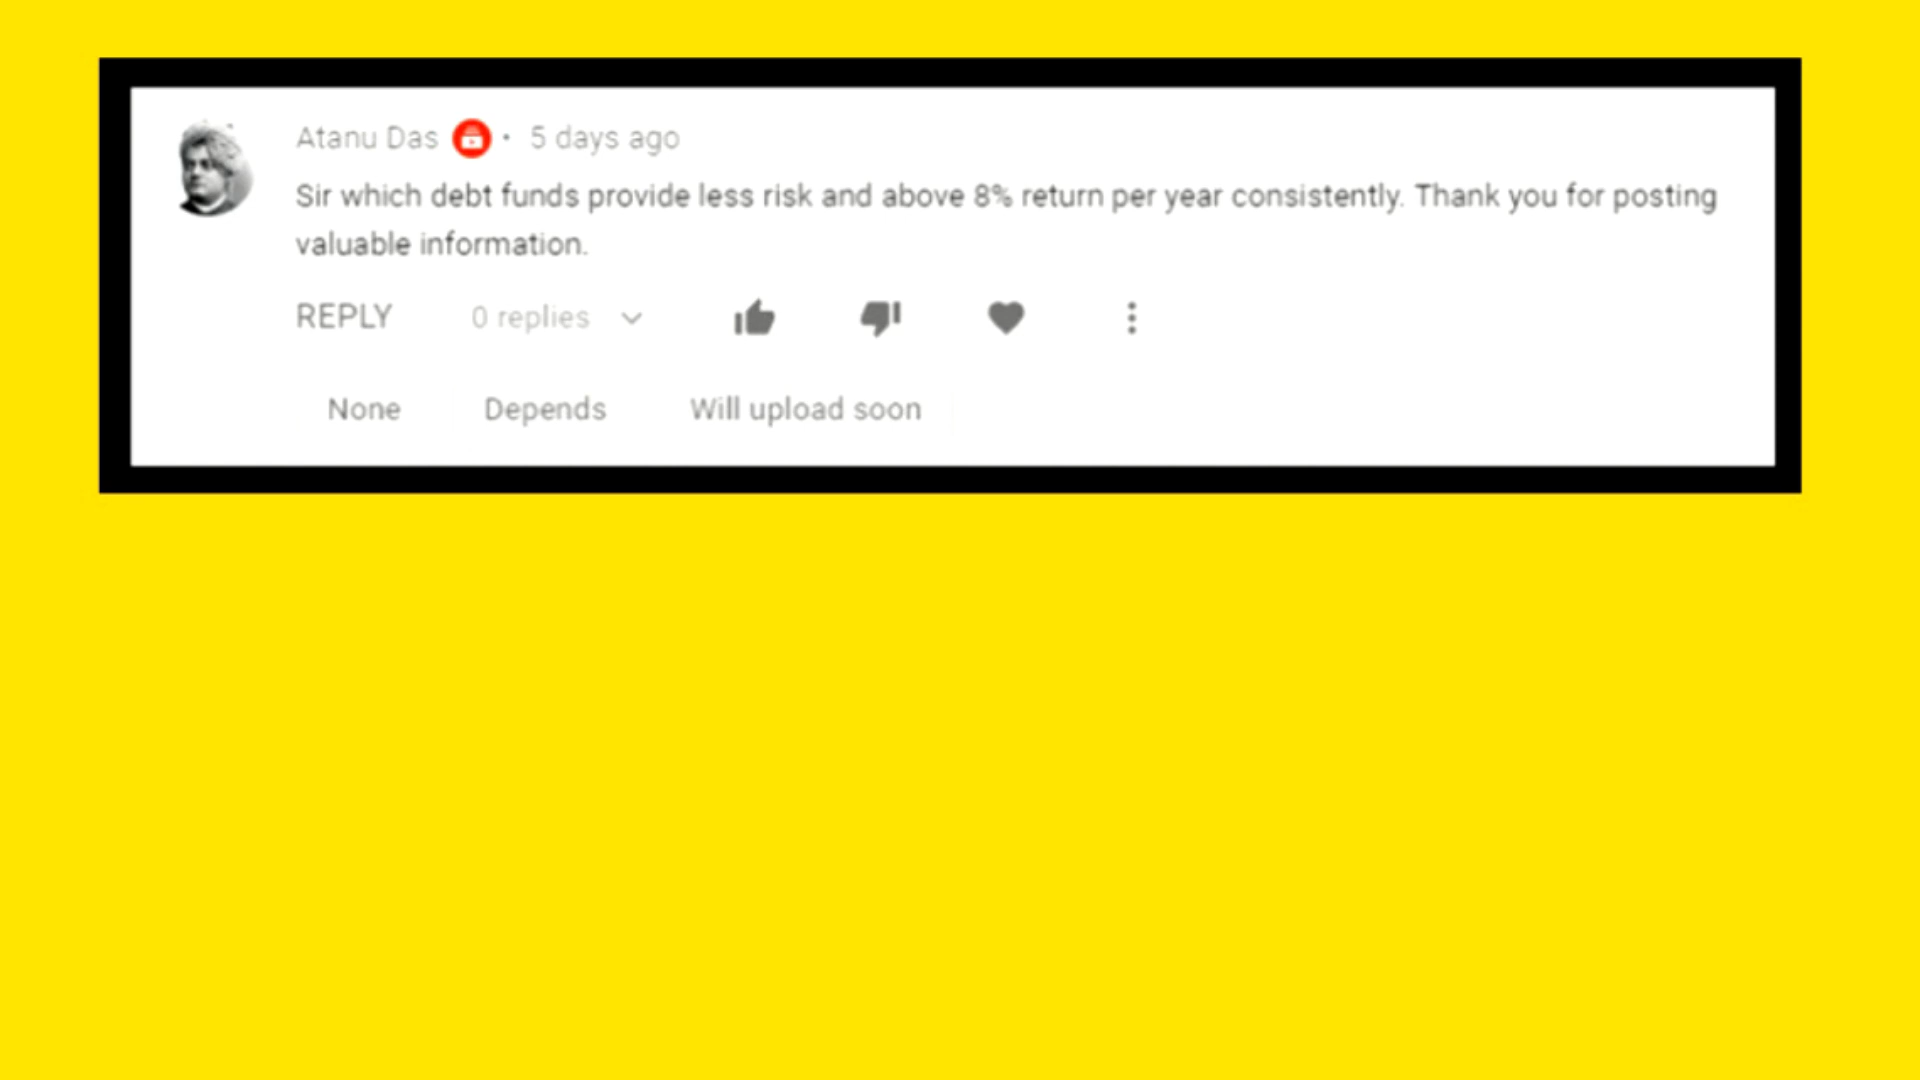 Atanu Das • 5 days ago
Sir which debt funds provide less risk and above 8% return per year consistently. Thank you for posting
valuable information.
REPLY 0 replies
None Depends Will upload soon